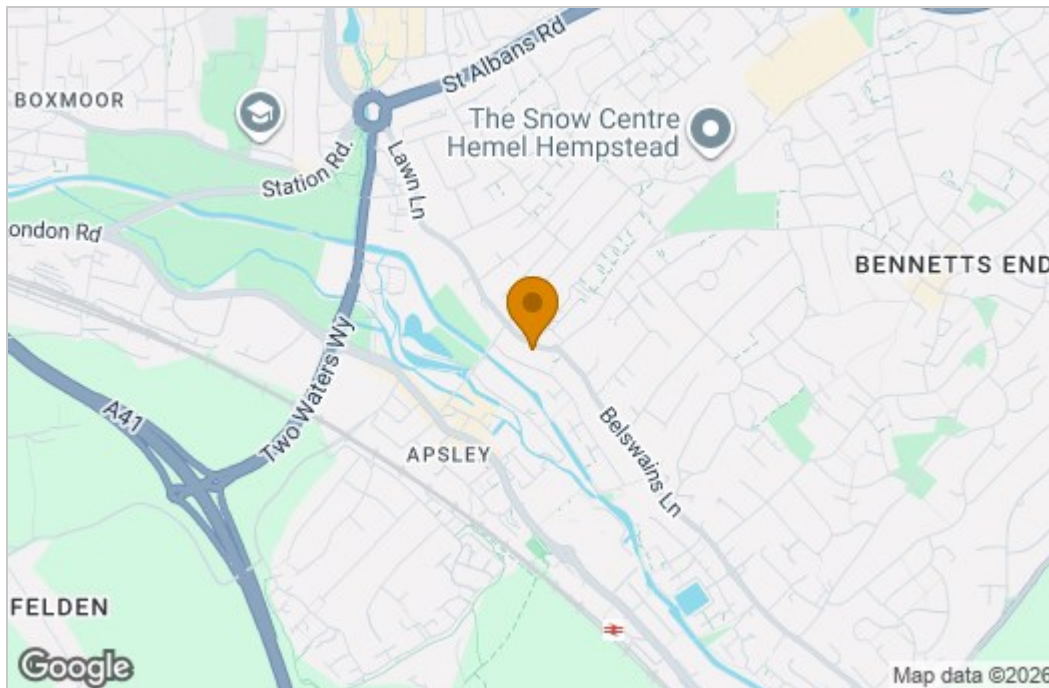 St Albans Rd
BOXMOOR
The Snow Centre
Hemel Hempstead
Station Rd.
Lawn Ln
ondon Rd
BENNETTS END
Two Waters Wy
A41
APSLEY
Belswains Ln
FELDEN
Google
Map data ©2026